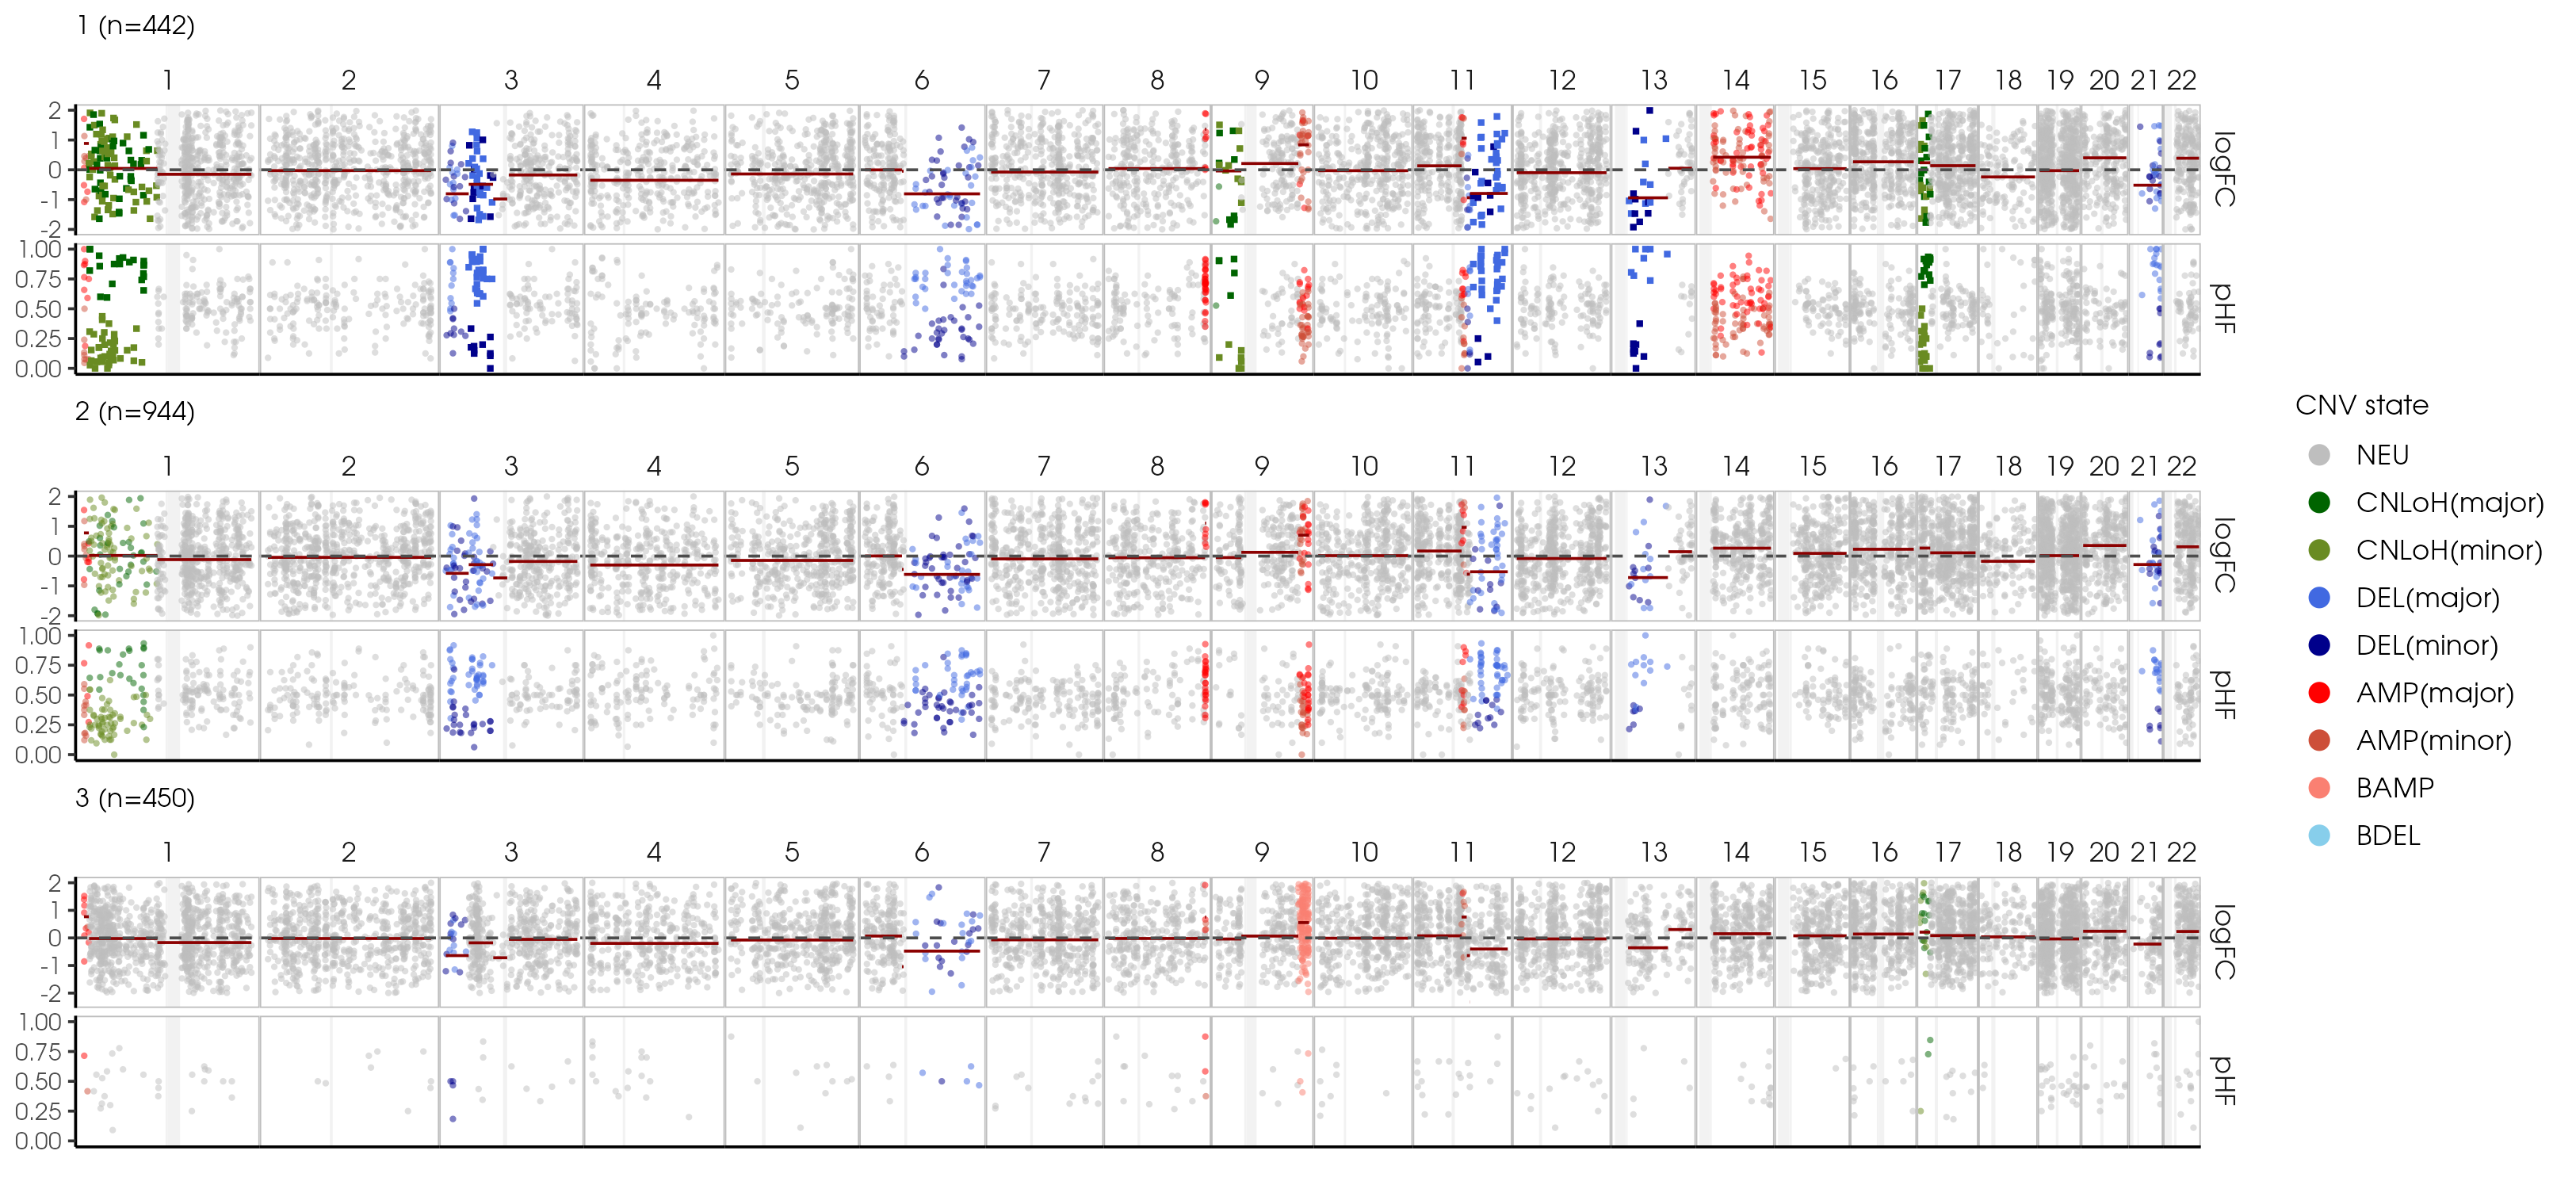 1 (n=442)
1 2 3 4 5 6 7 8 9 10 11 12 13 14 15 16 17 18 19 20 21 22
2
1
0
-1
-2
logFC
1.00
0.75
0.50
0.25
0.00
pHF
2 (n=944)
1 2 3 4 5 6 7 8 9 10 11 12 13 14 15 16 17 18 19 20 21 22
2
1
0
-1
-2
logFC
1.00
0.75
0.50
0.25
0.00
pHF
3 (n=450)
1 2 3 4 5 6 7 8 9 10 11 12 13 14 15 16 17 18 19 20 21 22
2
1
0
-1
-2
logFC
1.00
0.75
0.50
0.25
0.00
pHF
CNV state
NEU
CNLoH(major)
CNLoH(minor)
DEL(major)
DEL(minor)
AMP(major)
AMP(minor)
BAMP
BDEL